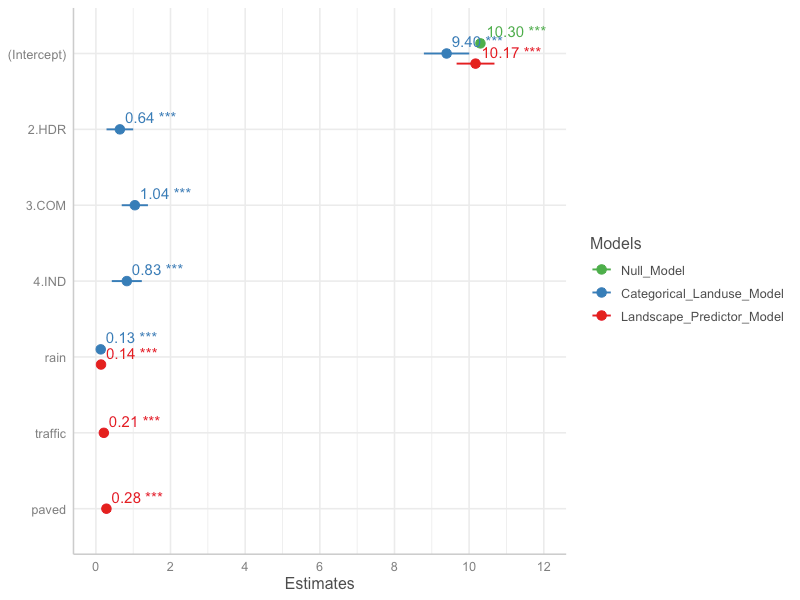 10.30 ***
(Intercept)
9.40 ***
10.17 ***
2.HDR
0.64 ***
3.COM
1.04 ***
4.IND
0.83 ***
rain
0.13 ***
0.14 ***
traffic
0.21 ***
paved
0.28 ***
0 2 4 6 8 10 12
Estimates
Models
Null_Model
Categorical_Landuse_Model
Landscape_Predictor_Model